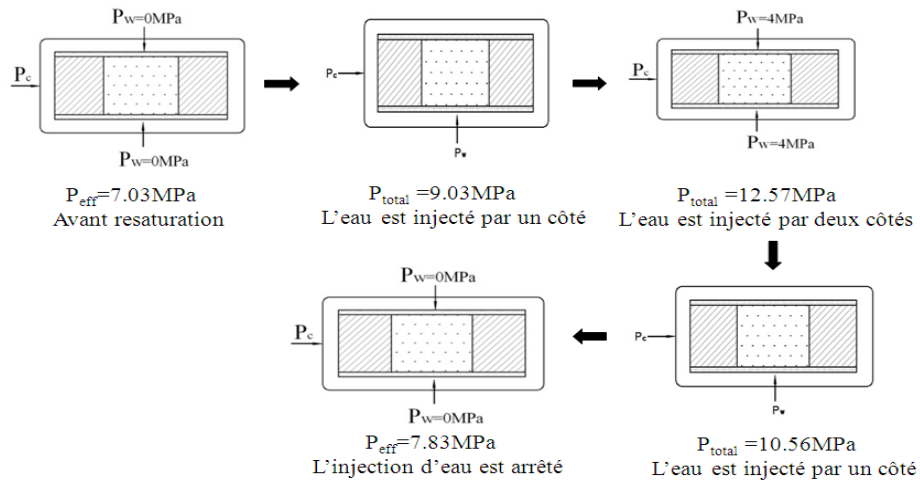 Pw=0MPa
Pc
Pw=0MPa
Peff=7.03MPa
Avant resaturation
Pc
Pw
Ptotal =9.03MPa
L'eau est injecté par un côté
Pw=4MPa
Pc
Pw=4MPa
Ptotal =12.57MPa
L'eau est injecté par deux côtés
Pc
Pw
Ptotal =10.56MPa
L'eau est injecté par un côté
Pw=0MPa
Pc
Pw=0MPa
Peff=7.83MPa
L'injection d'eau est arrêté